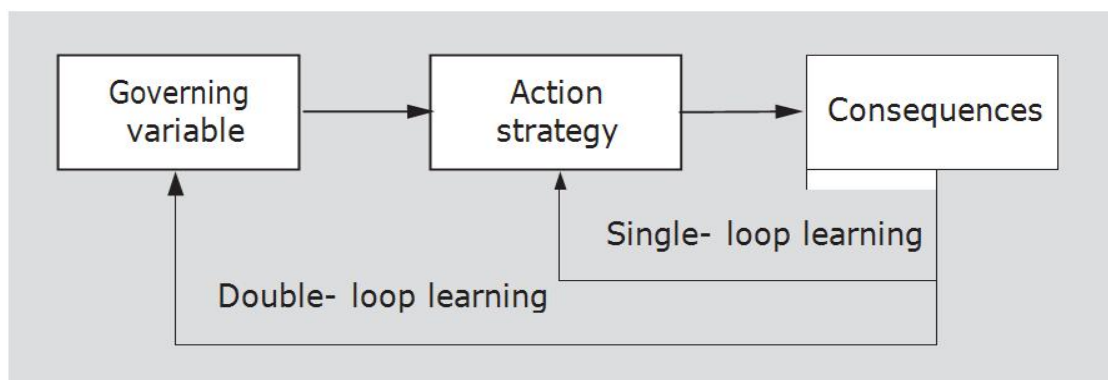 Governing
variable
Action
strategy
Consequences
Single- loop learning
Double- loop learning